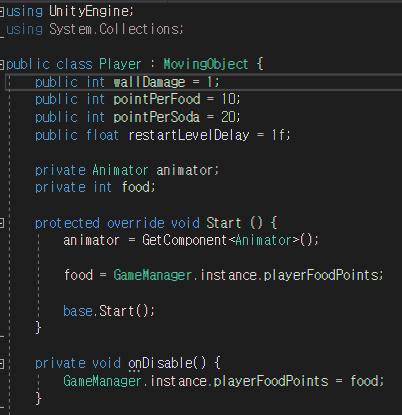 using UnityEngine;
using System.Collections;
public class Player : MovingObject {
public int wallDamage = 1;
public int pointPerFood = 10;
public int pointPerSoda = 20;
public float restartLevelDelay = 1f;
private Animator animator;
private int food;
protected override void Start () {
animator = GetComponent<Animator>();
food = GameManager.instance.playerFoodPoints;
base.Start();
}
private void onDisable() {
GameManager.instance.playerFoodPoints = food;
}